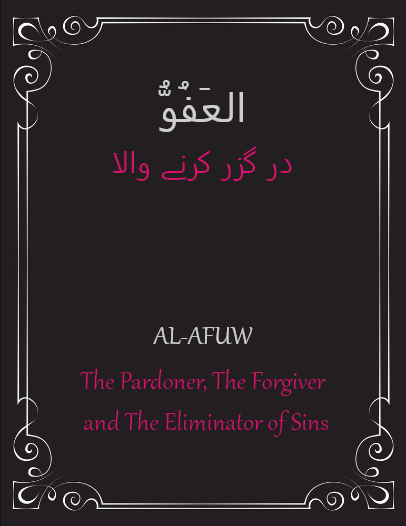 العَفُوُّ
در گزر کرنے والا
AL-AFUW
The Pardoner, The Forgiver
and The Eliminator of Sins